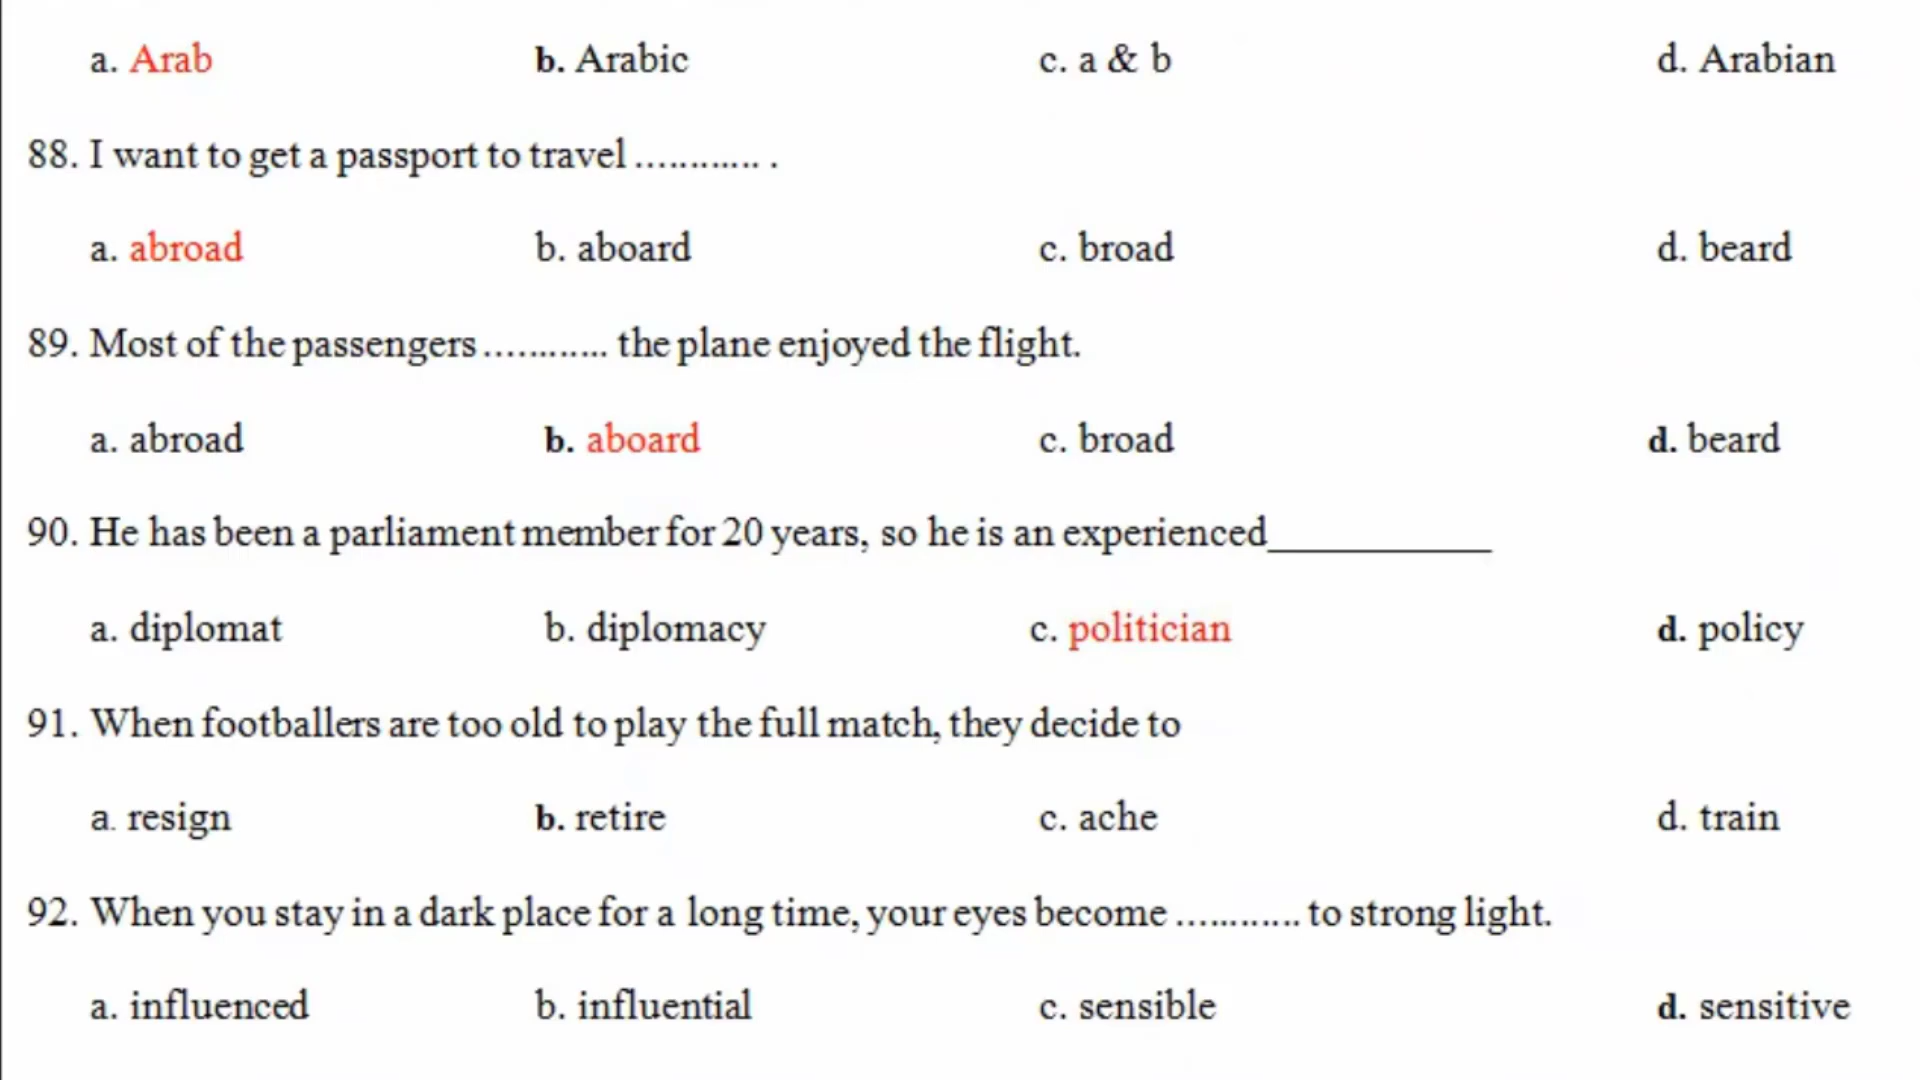 a. Arab b. Arabic c. a & b d. Arabian
88. I want to get a passport to travel ............ .
a. abroad b. aboard c. broad d. beard
89. Most of the passengers ............ the plane enjoyed the flight.
a. abroad b. aboard c. broad d. beard
90. He has been a parliament member for 20 years, so he is an experienced__________
a. diplomat b. diplomacy c. politician d. policy
91. When footballers are too old to play the full match, they decide to
a. resign b. retire c. ache d. train
92. When you stay in a dark place for a long time, your eyes become ............ to strong light.
a. influenced b. influential c. sensible d. sensitive